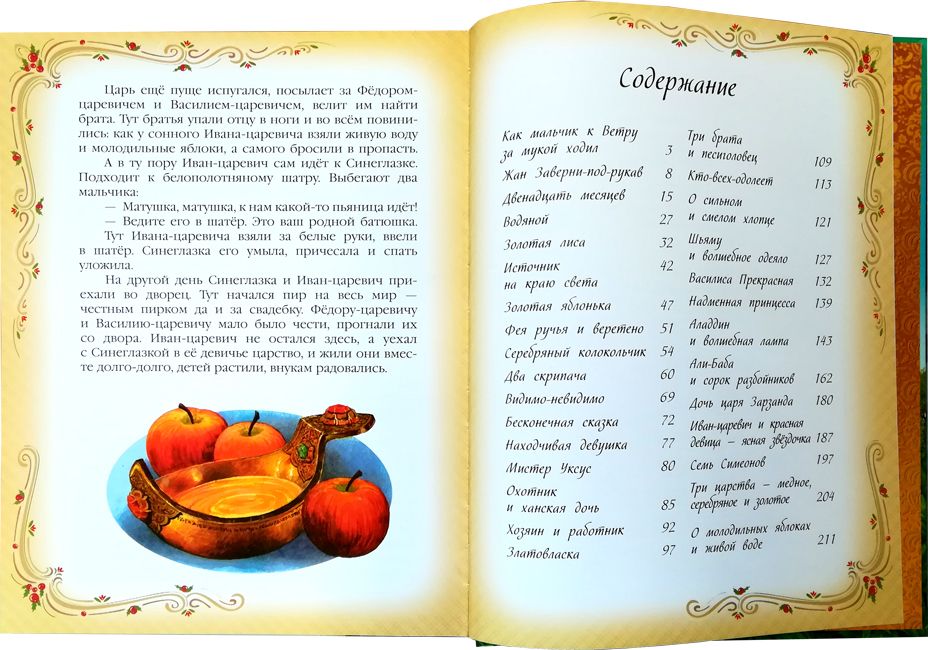 Царь ещё пуще испугался, посылает за Фёдором-
царевичем и Василием-царевичем, велит им найти
брата. Тут братья упали отцу в ноги и во всём повини-
лись: как у сонного Ивана-царевича взяли живую воду
и молодильные яблоки, а самого бросили в пропасть.
А в ту пору Иван-царевич сам идёт к Синеглазке.
Подходит к белополотняному шатру. Выбегают два
мальчика:
— Матушка, матушка, к нам какой-то пьяница идёт!
— Ведите его в шатёр. Это ваш родной батюшка.
Тут Ивана-царевича взяли за белые руки, ввели
в шатёр. Синеглазка его умыла, причесала и спать
уложила.
На другой день Синеглазка и Иван-царевич при-
ехали во дворец. Тут начался пир на весь мир —
честным пирком да и за свадебку. Фёдору-царевичу
и Василию-царевичу мало было чести, прогнали их
со двора. Иван-царевич не остался здесь, а уехал
с Синеглазкой в её девичье царство, и жили они вмес-
те долго-долго, детей растили, внукам радовались.
Содержание
Как мальчик к Ветру
за мукой ходил 3
Жан Заверни-под-рукав 8
Двенадцать месяцев 15
Водяной 27
Золотая лиса 32
Источник 42
на краю света
Золотая яблонька 47
Фея ручья и веретено 51
Серебряный колокольчик 54
Два скрипача 60
Видимо-невидимо 69
Бесконечная сказка 72
Находчивая девушка 77
Мистер Уксус 80
Охотник
и ханская дочь 85
Хозяин и работник 92
Златовласка 97
Три брата
и песиголовец 109
Кто-всех-одолеет 113
О сильном
и смелом хлопце 121
Шьяму
и волшебное одеяло 127
Василиса Прекрасная 132
Надменная принцесса 139
Аладдин
и волшебная лампа 143
Али-Баба
и сорок разбойников 162
Дочь царя Зарзанда 180
Иван-царевич и красная
девица — ясная звёздочка 187
Семь Симеонов 197
Три царства — медное,
серебряное и золотое 204
О молодильных яблоках
и живой воде 211